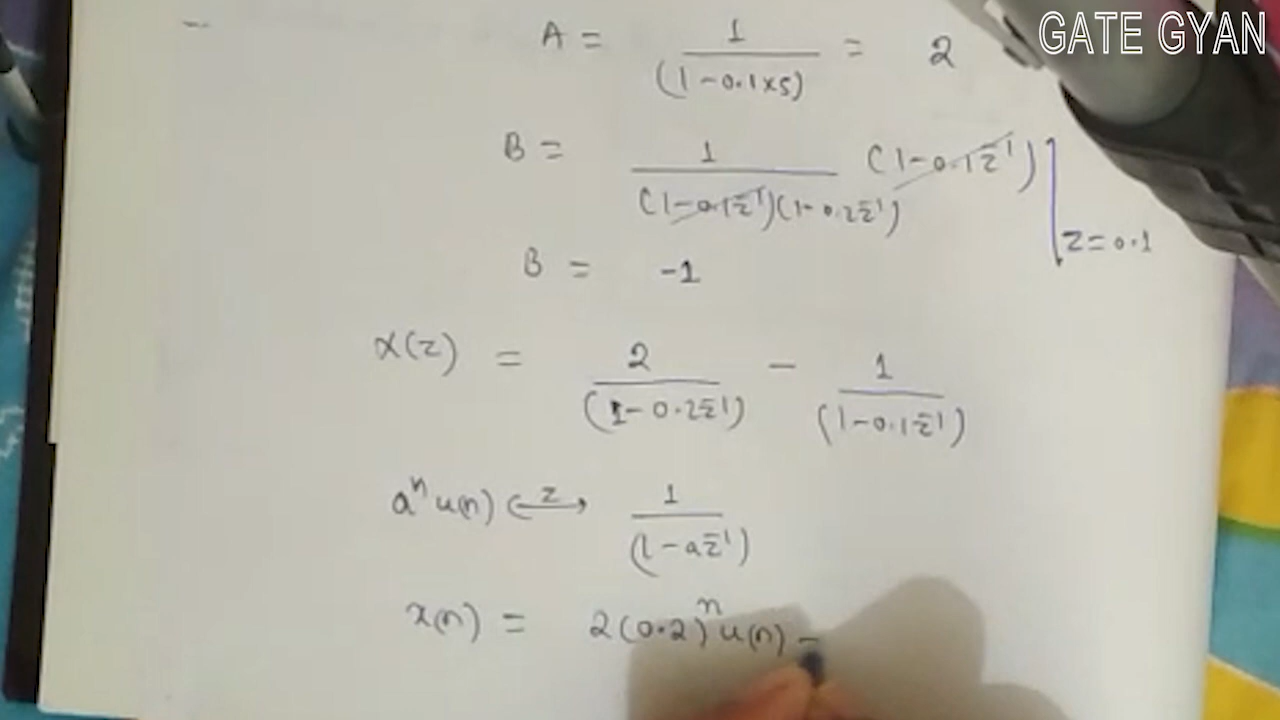 GATE GYAN
A = 1/(1-0.1×5) = 2
B = 1/((1-0.1z⁻¹)(1-0.2z⁻¹)) (1-0.1z⁻¹) | z=0.1
B = -1
X(z) = 2/(1-0.2z⁻¹) - 1/(1-0.1z⁻¹)
aⁿu(n) ⟷ᶻ 1/(1-az⁻¹)
x(n) = 2(0.2)ⁿu(n) -